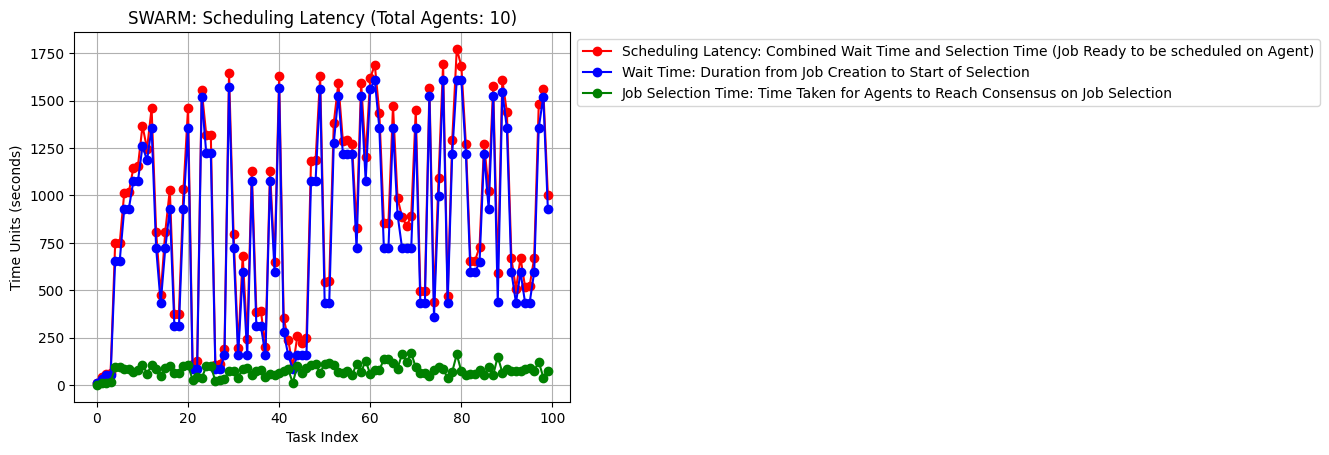 SWARM: Scheduling Latency (Total Agents: 10)
Scheduling Latency: Combined Wait Time and Selection Time (Job Ready to be scheduled on Agent)
Wait Time: Duration from Job Creation to Start of Selection
Job Selection Time: Time Taken for Agents to Reach Consensus on Job Selection
Time Units (seconds)
1750
1500
1250
1000
750
500
250
0
0 20 40 60 80 100
Task Index